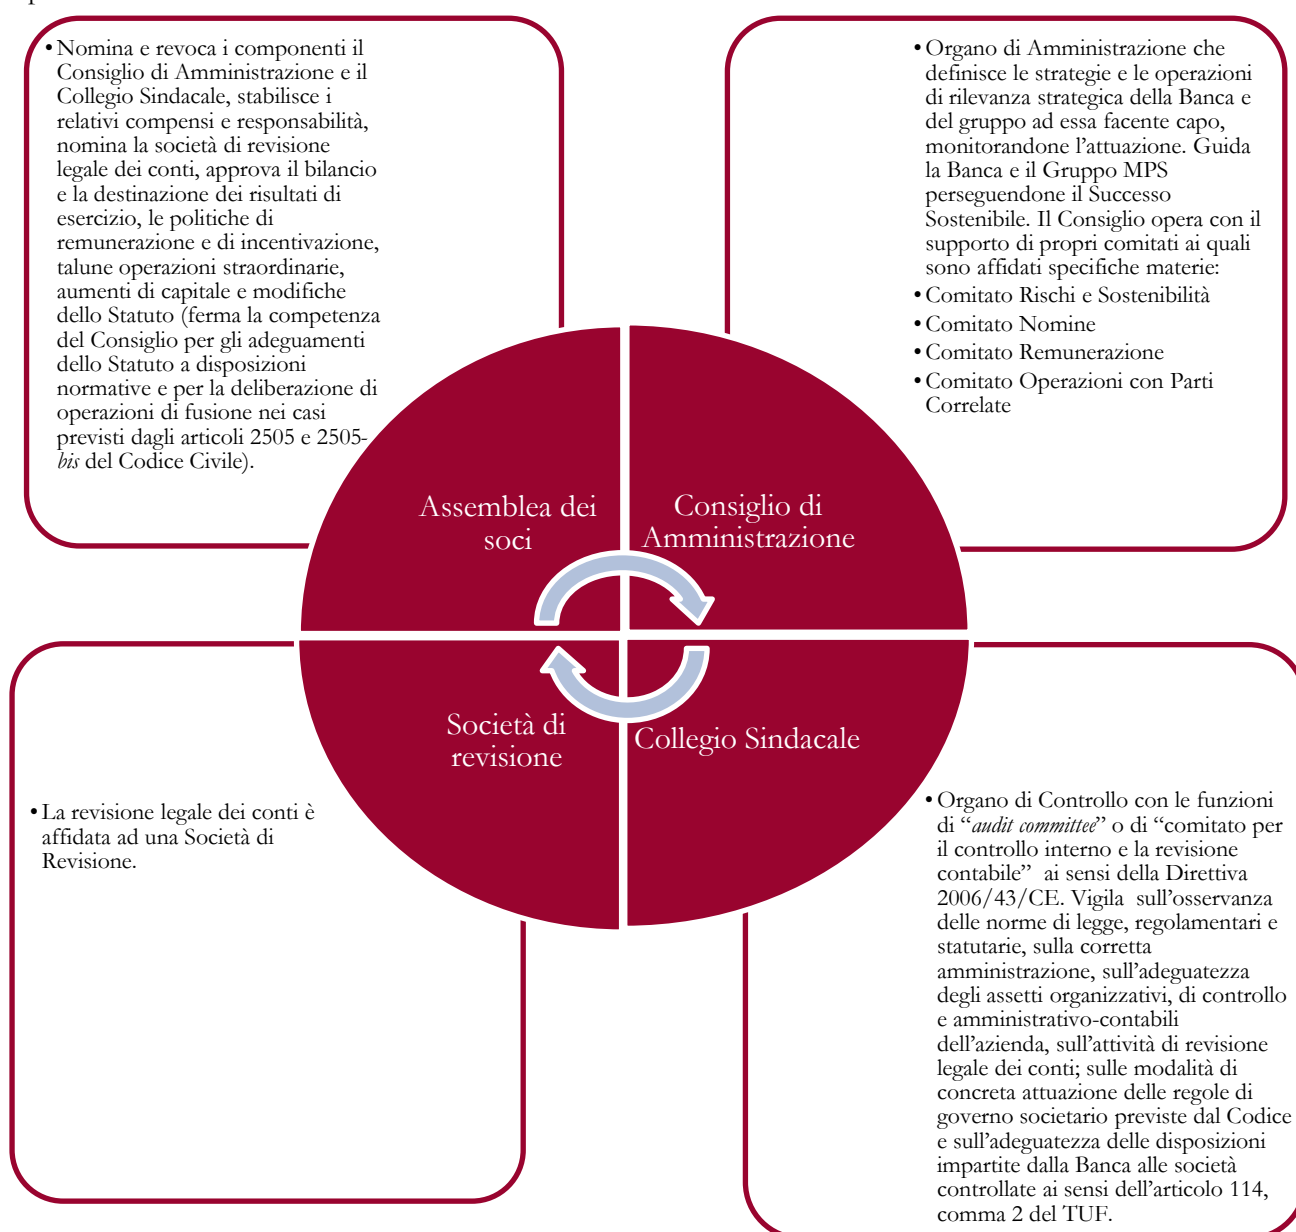 • Nomina e revoca i componenti il
Consiglio di Amministrazione e il
Collegio Sindacale, stabilisce i
relativi compensi e responsabilità,
nomina la società di revisione
legale dei conti, approva il bilancio
e la destinazione dei risultati di
esercizio, le politiche di
remunerazione e di incentivazione,
talune operazioni straordinarie,
aumenti di capitale e modifiche
dello Statuto (ferma la competenza
del Consiglio per gli adeguamenti
dello Statuto a disposizioni
normative e per la deliberazione di
operazioni di fusione nei casi
previsti dagli articoli 2505 e 2505-
bis del Codice Civile).
• Organo di Amministrazione che
definisce le strategie e le operazioni
di rilevanza strategica della Banca e
del gruppo ad essa facente capo,
monitorandone l’attuazione. Guida
la Banca e il Gruppo MPS
perseguendone il Successo
Sostenibile. Il Consiglio opera con il
supporto di propri comitati ai quali
sono affidati specifiche materie:
• Comitato Rischi e Sostenibilità
• Comitato Nomine
• Comitato Remunerazione
• Comitato Operazioni con Parti
Correlate
Assemblea dei
soci
Consiglio di
Amministrazione
Società di
revisione
Collegio Sindacale
• La revisione legale dei conti è
affidata ad una Società di
Revisione.
• Organo di Controllo con le funzioni
di “audit committee” o di “comitato per
il controllo interno e la revisione
contabile” ai sensi della Direttiva
2006/43/CE. Vigila sull’osservanza
delle norme di legge, regolamentari e
statutarie, sulla corretta
amministrazione, sull’adeguatezza
degli assetti organizzativi, di controllo
e amministrativo-contabili
dell’azienda, sull’attività di revisione
legale dei conti; sulle modalità di
concreta attuazione delle regole di
governo societario previste dal Codice
e sull’adeguatezza delle disposizioni
impartite dalla Banca alle società
controllate ai sensi dell’articolo 114,
comma 2 del TUF.